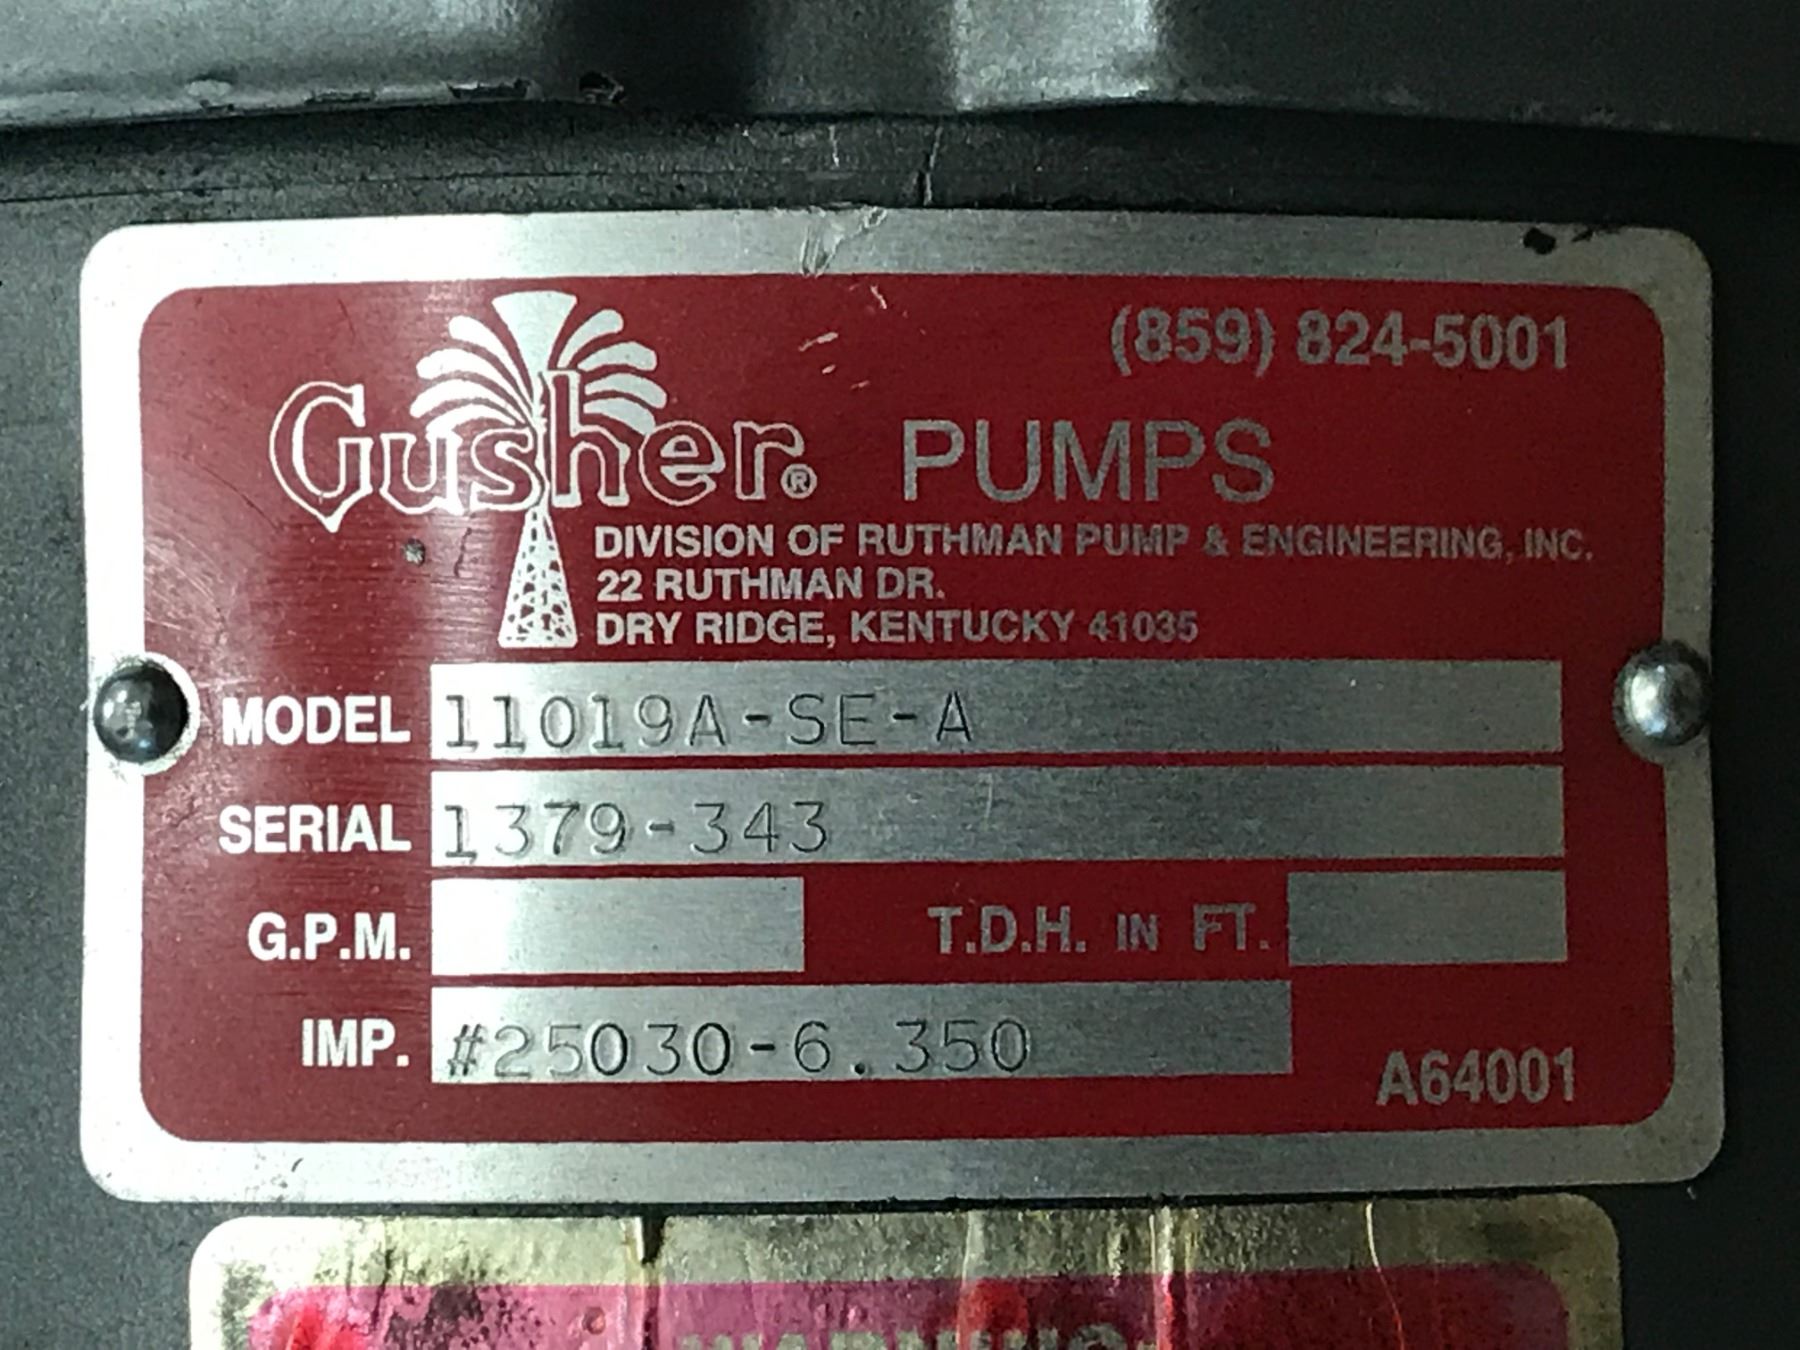 (859) 824-5001
Gusher® PUMPS
DIVISION OF RUTHMAN PUMP & ENGINEERING, INC.
22 RUTHMAN DR.
DRY RIDGE, KENTUCKY 41035
MODEL 11019A-SE-A
SERIAL 1379-343
G.P.M. T.D.H. IN FT.
IMP. #25030-6.350
A64001